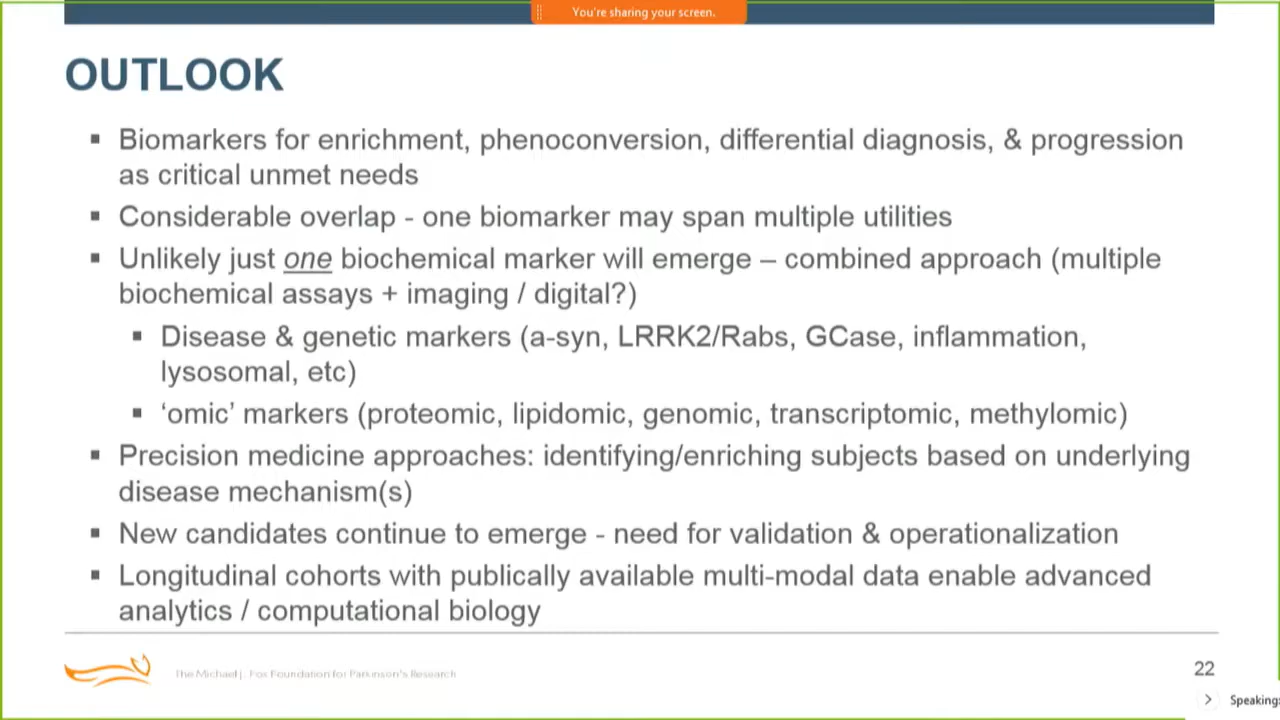 You're sharing your screen.
OUTLOOK
▪ Biomarkers for enrichment, phenoconversion, differential diagnosis, & progression
as critical unmet needs
▪ Considerable overlap - one biomarker may span multiple utilities
▪ Unlikely just one biochemical marker will emerge – combined approach (multiple
biochemical assays + imaging / digital?)
▪ Disease & genetic markers (a-syn, LRRK2/Rabs, GCase, inflammation,
lysosomal, etc)
▪ ‘omic’ markers (proteomic, lipidomic, genomic, transcriptomic, methylomic)
▪ Precision medicine approaches: identifying/enriching subjects based on underlying
disease mechanism(s)
▪ New candidates continue to emerge - need for validation & operationalization
▪ Longitudinal cohorts with publically available multi-modal data enable advanced
analytics / computational biology
The Michael J. Fox Foundation for Parkinson's Research
22
Speaking: